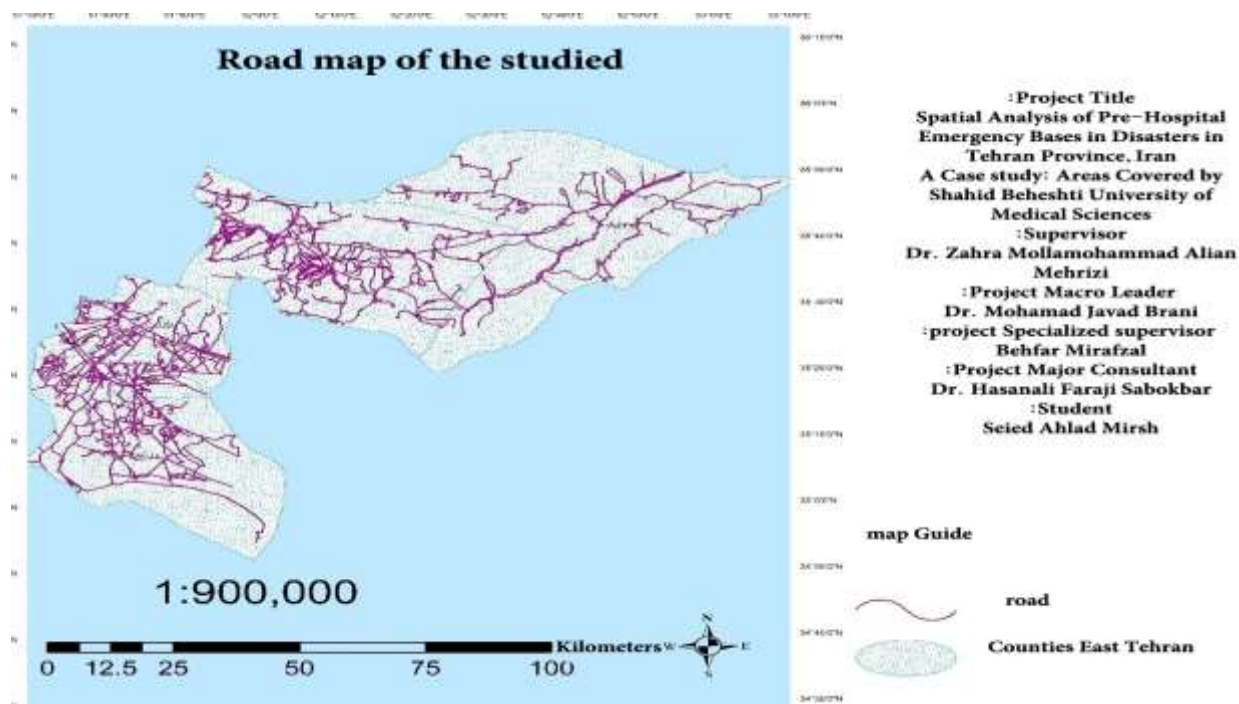 Road map of the studied
:Project Title
Spatial Analysis of Pre-Hospital
Emergency Bases in Disasters in
Tehran Province, Iran
A Case study: Areas Covered by
Shahid Beheshti University of
Medical Sciences
:Supervisor
Dr. Zahra Mollamohammad Alian
Mehrizi
:Project Macro Leader
Dr. Mohamad Javad Brani
:project Specialized supervisor
Behfar Mirafzal
:Project Major Consultant
Dr. Hasanali Faraji Sabokbar
:Student
Seied Ahlad Mirsh
map Guide
road
Counties East Tehran
1:900,000
Kilometers
0 12.5 25 50 75 100
N
W E
S